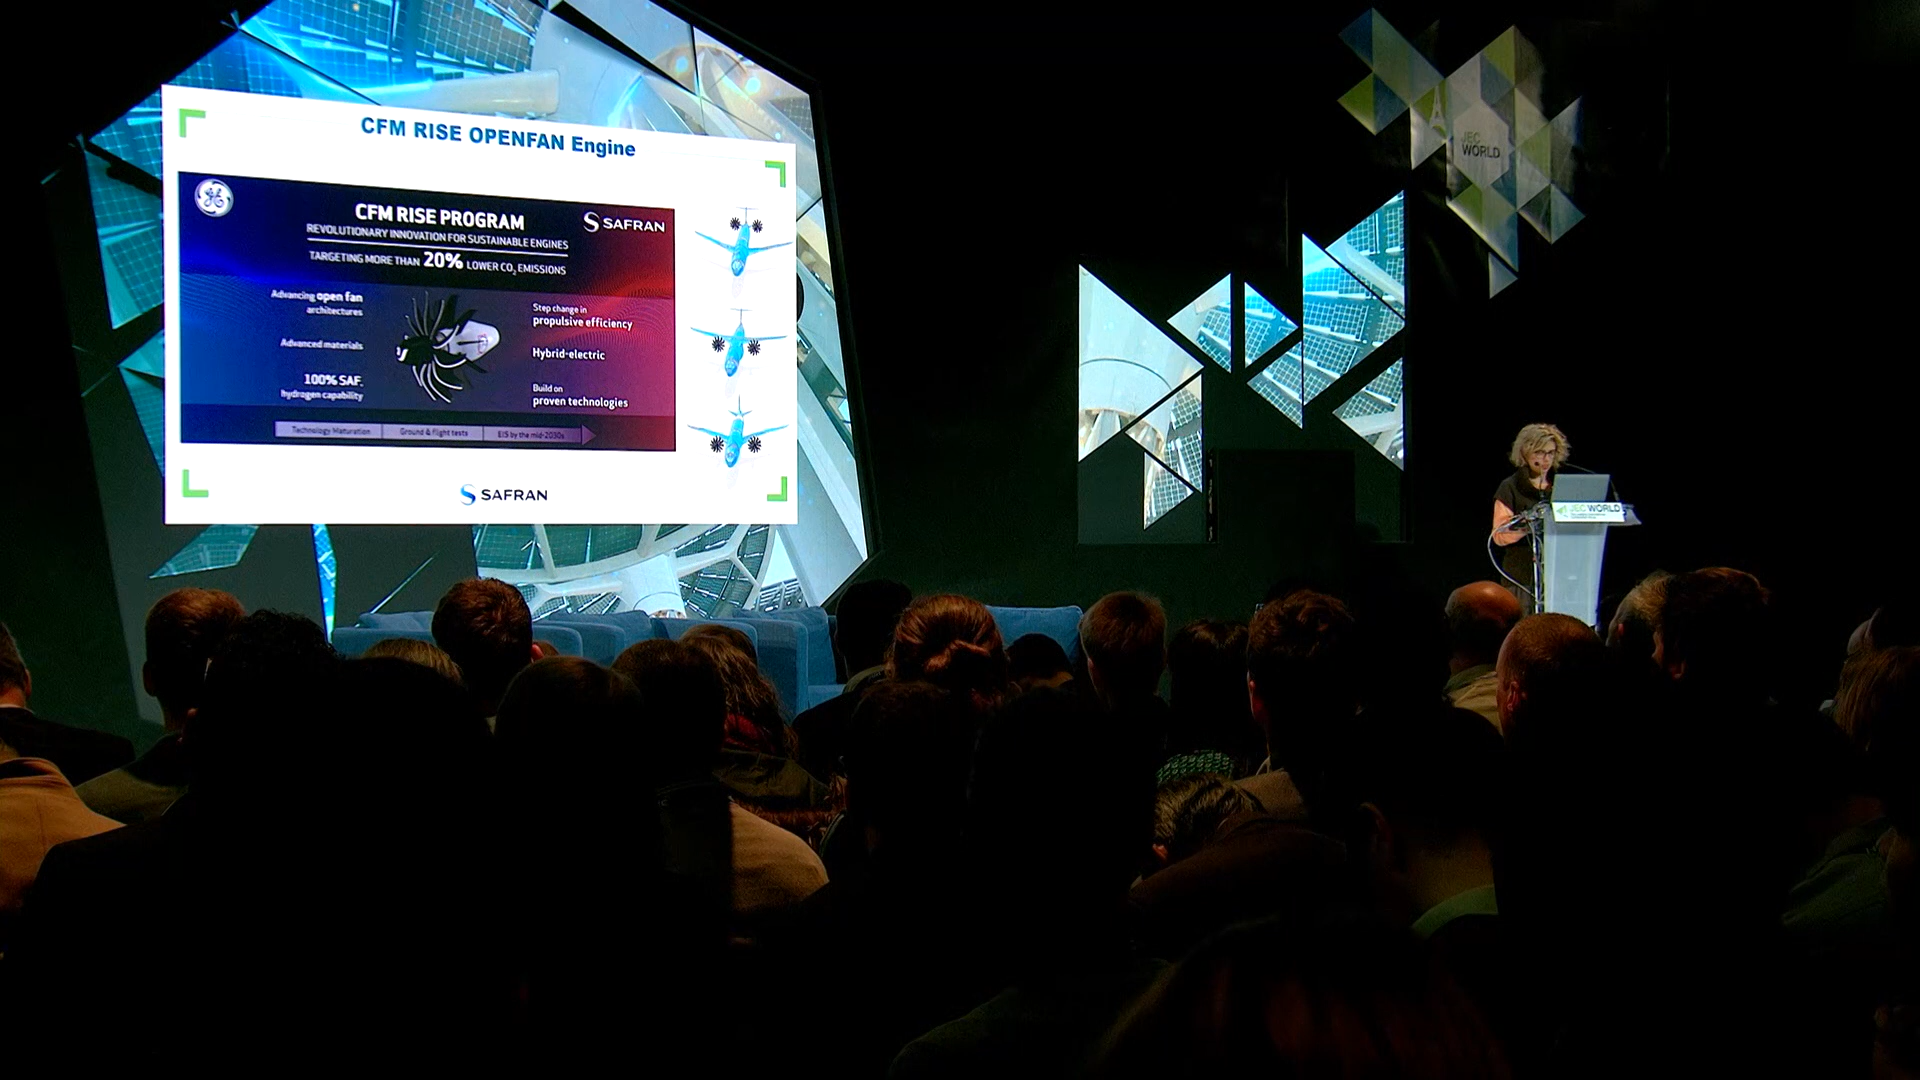 CFM RISE OPENFAN Engine
GE
CFM RISE PROGRAM
SAFRAN
REVOLUTIONARY INNOVATION FOR SUSTAINABLE ENGINES
TARGETING MORE THAN 20% LOWER CO₂ EMISSIONS
Advancing open fan
architectures
Advanced materials
100% SAF,
hydrogen capability
Step change in
propulsive efficiency
Hybrid-electric
Build on
proven technologies
Technology Maturation
Ground & flight tests
EIS by the mid-2030s
SAFRAN
JEC
WORLD
JEC WORLD